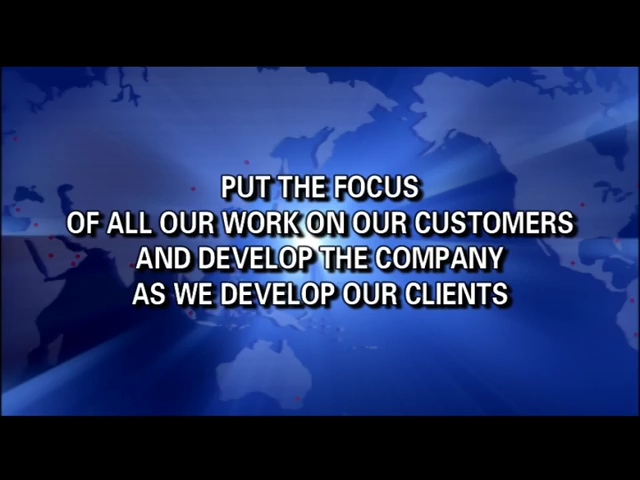 PUT THE FOCUS
OF ALL OUR WORK ON OUR CUSTOMERS
AND DEVELOP THE COMPANY
AS WE DEVELOP OUR CLIENTS